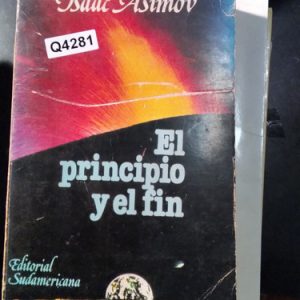 Isaac Asimov
Q4281
El
principio
y el fin
Editorial
Sudamericana